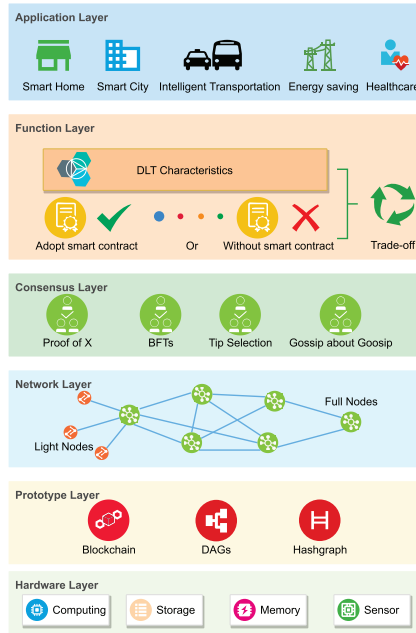 Application Layer
Smart Home Smart City Intelligent Transportation Energy saving Healthcare
Function Layer
DLT Characteristics
Adopt smart contract Or Without smart contract Trade-off
Consensus Layer
Proof of X BFTs Tip Selection Gossip about Goosip
Network Layer
Full Nodes
Light Nodes
Prototype Layer
Blockchain DAGs Hashgraph
Hardware Layer
Computing Storage Memory Sensor